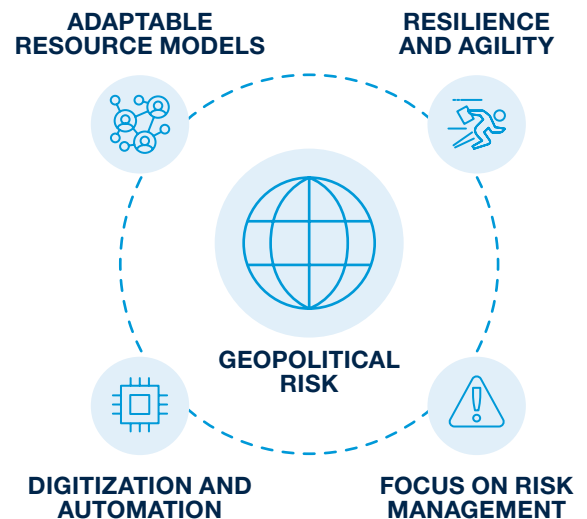 ADAPTABLE
RESOURCE MODELS
RESILIENCE
AND AGILITY
GEOPOLITICAL
RISK
DIGITIZATION AND
AUTOMATION
FOCUS ON RISK
MANAGEMENT